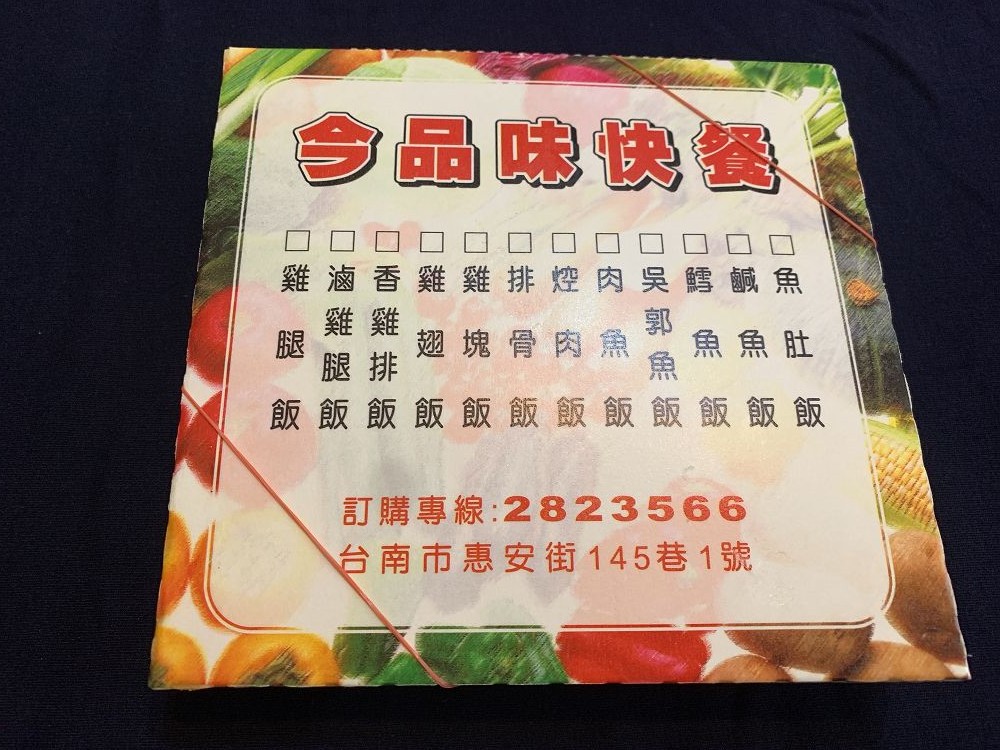 今品味快餐
□ □ □ □ □ □ □ □ □ □ □ □
雞腿飯
滷雞腿飯
香雞排飯
雞翅飯
雞塊飯
排骨飯
焢肉飯
肉魚飯
吳郭魚飯
鱈魚飯
鹹魚飯
魚肚飯
訂購專線:2823566
台南市惠安街145巷1號